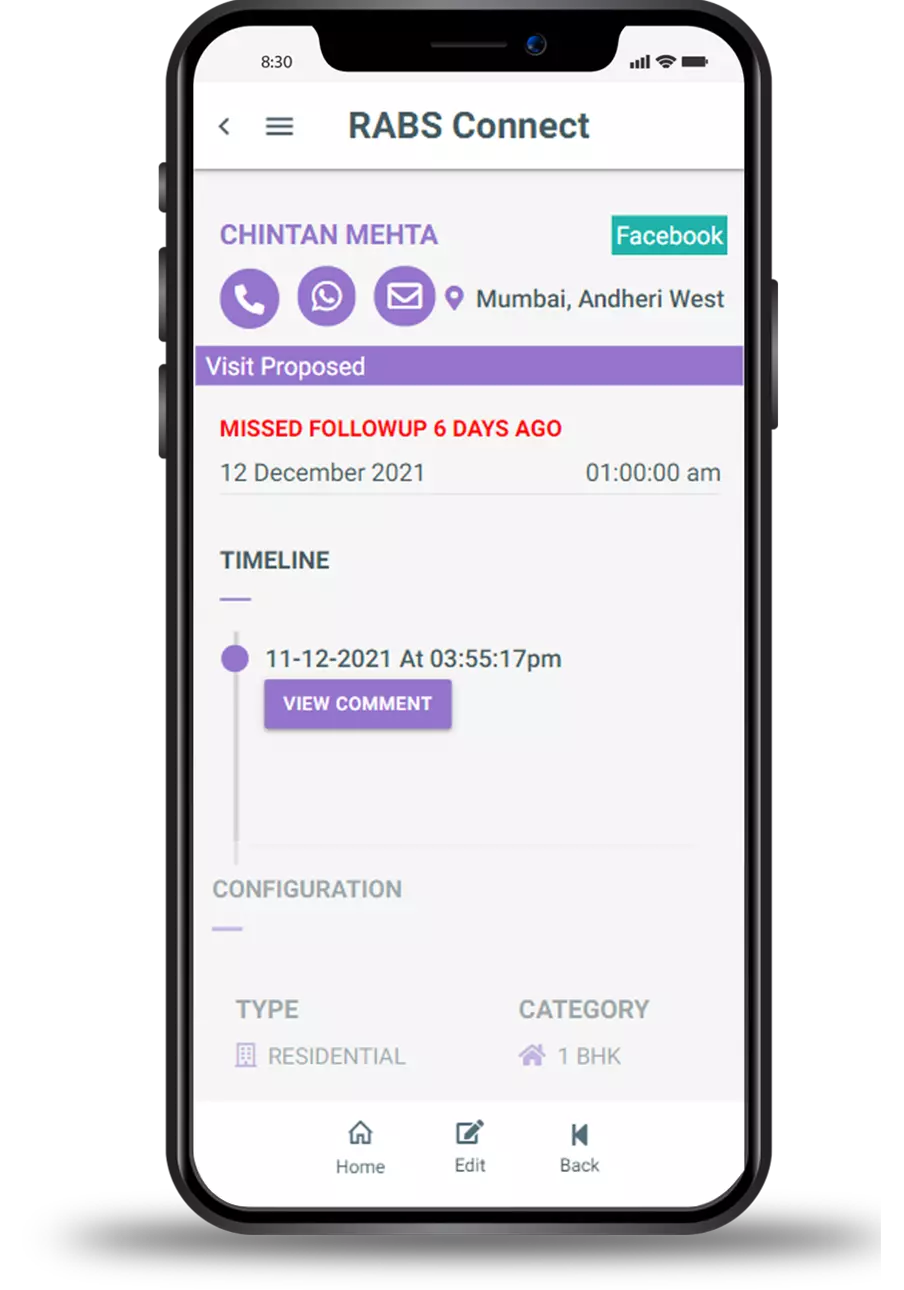 8:30
RABS Connect
CHINTAN MEHTA
Facebook
Mumbai, Andheri West
Visit Proposed
MISSED FOLLOWUP 6 DAYS AGO
12 December 2021 01:00:00 am
TIMELINE
11-12-2021 At 03:55:17pm
VIEW COMMENT
CONFIGURATION
TYPE CATEGORY
RESIDENTIAL 1 BHK
Home Edit Back